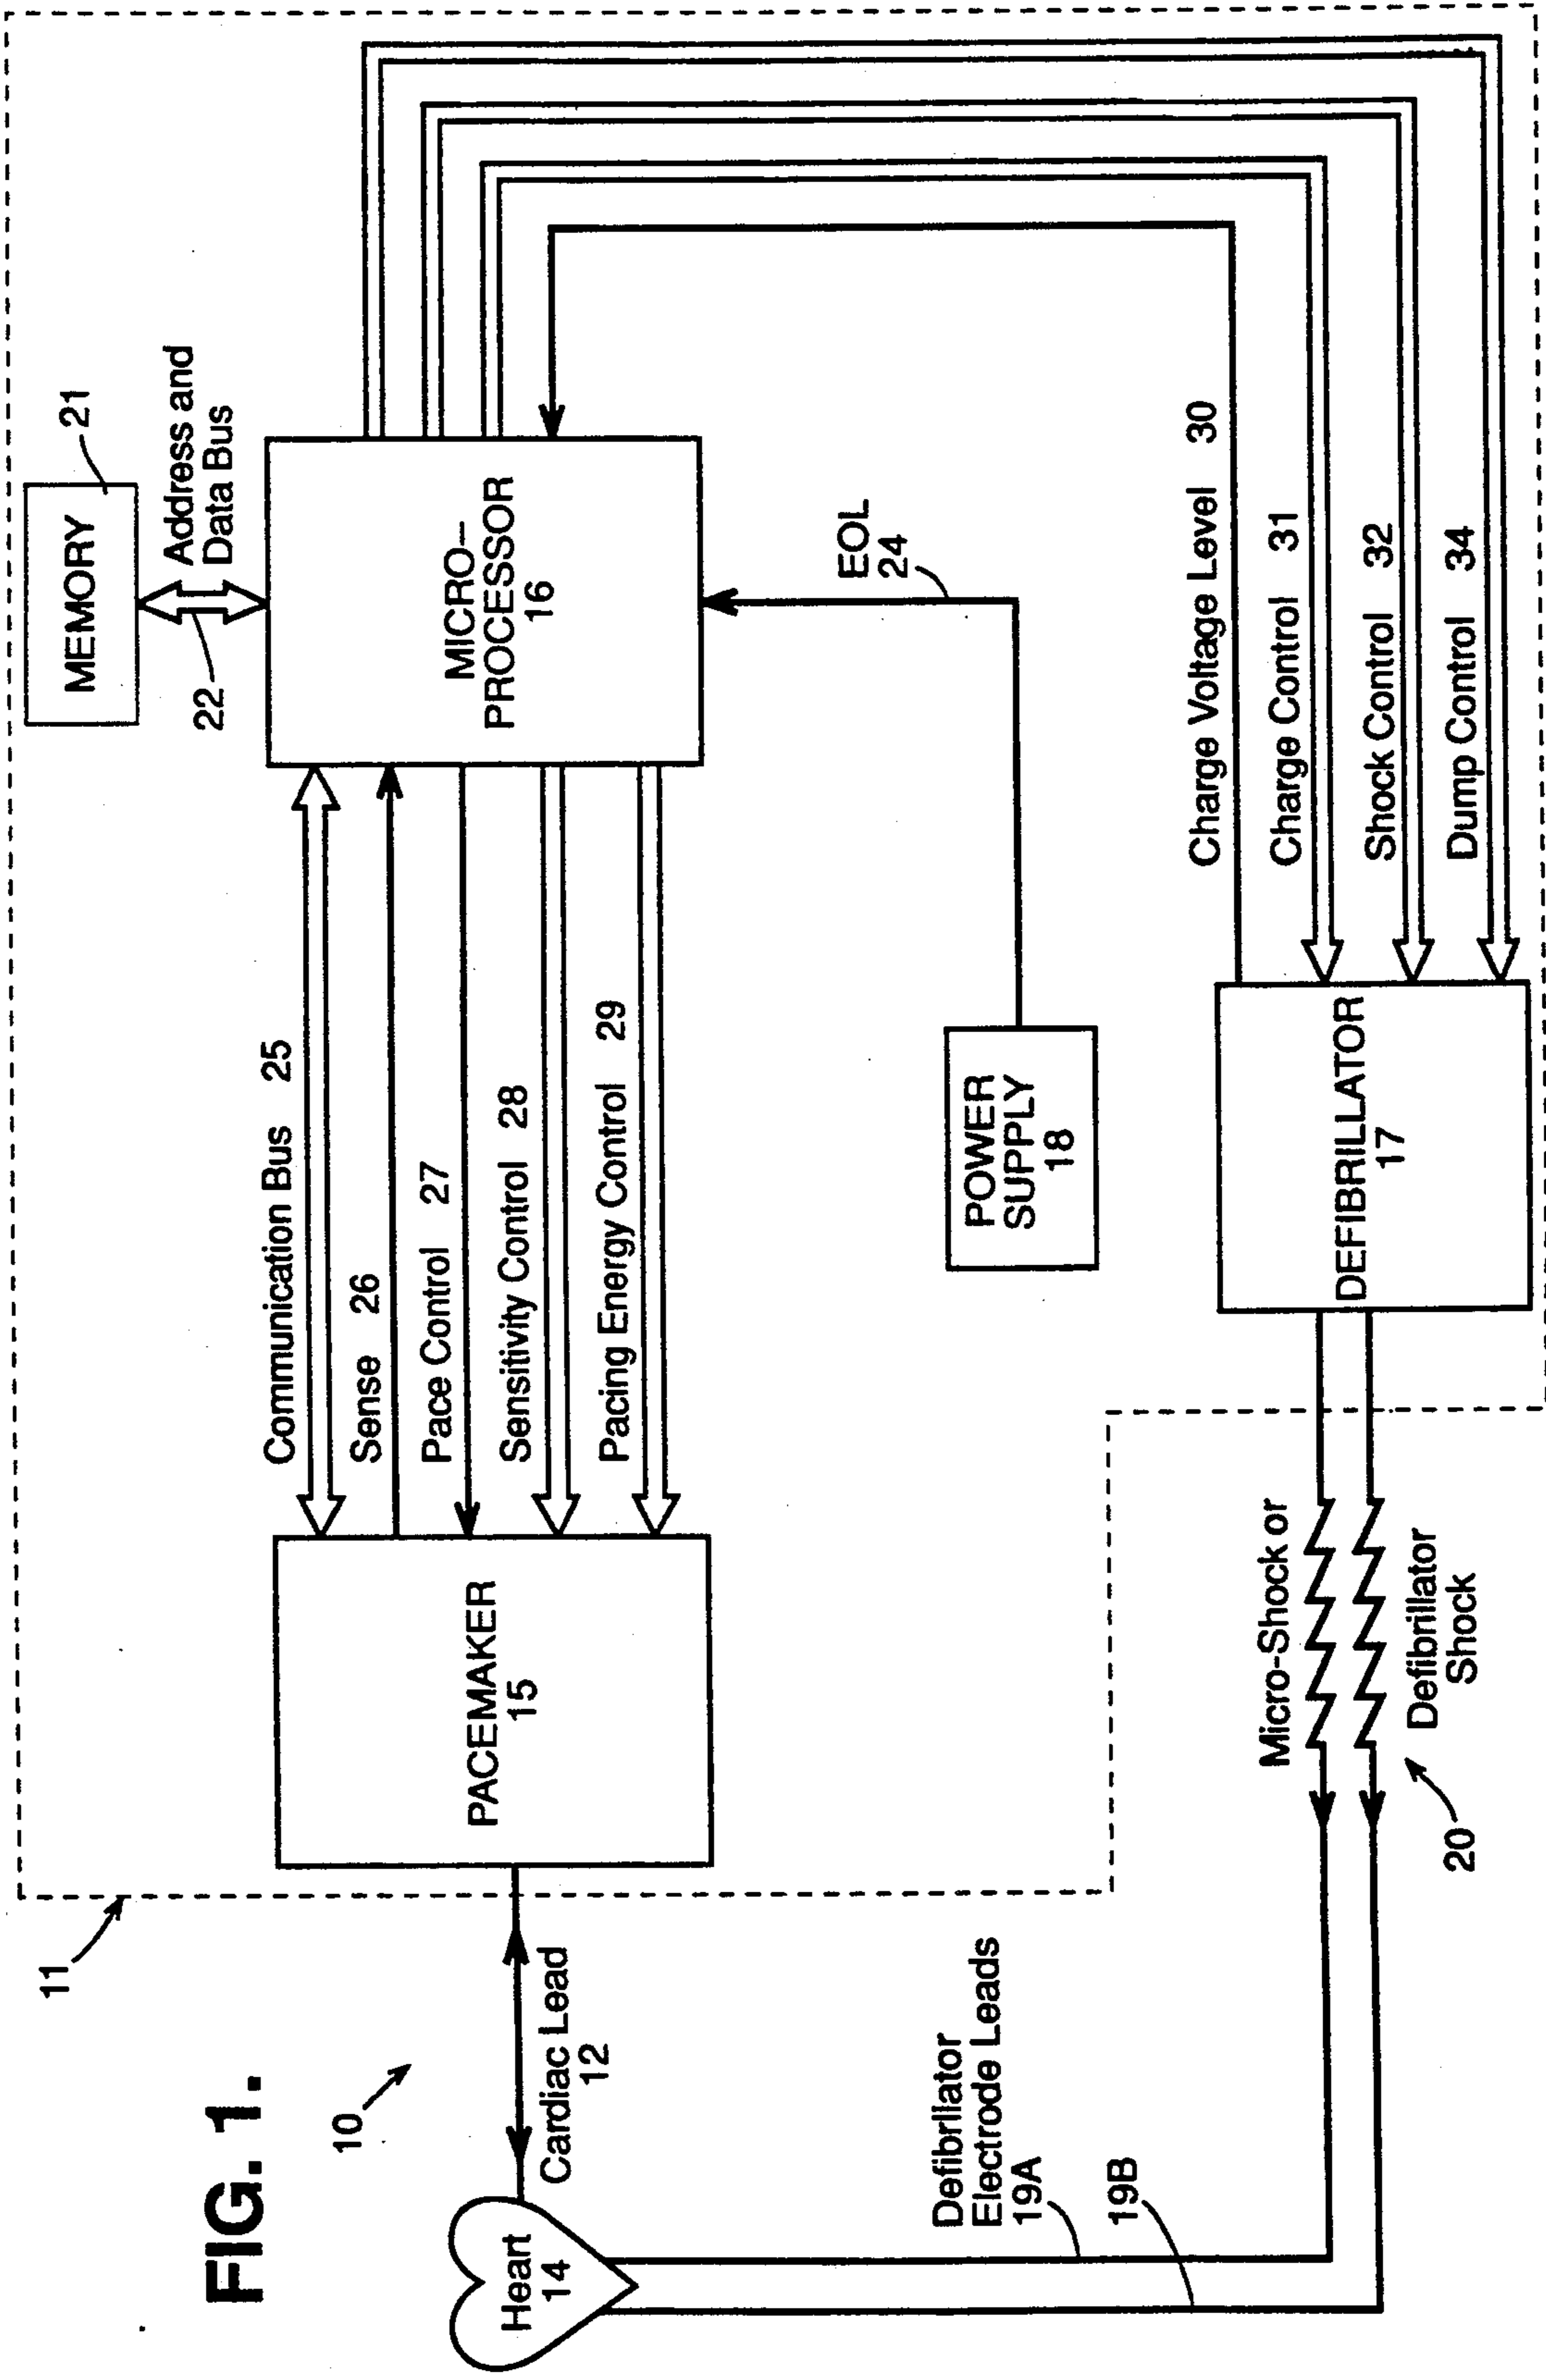 FIG. 1.
10
11
Heart
14
Cardiac Lead
12
PACEMAKER
15
Communication Bus 25
Sense 26
Pace Control 27
Sensitivity Control 28
Pacing Energy Control 29
MEMORY
21
22
Address and
Data Bus
MICRO-
PROCESSOR
16
EOL
24
POWER
SUPPLY
18
Defibrllator
Electrode Leads
19A
19B
Micro-Shock or
Defibrillator
Shock
20
DEFIBRILLATOR
17
Charge Voltage Level 30
Charge Control 31
Shock Control 32
Dump Control 34